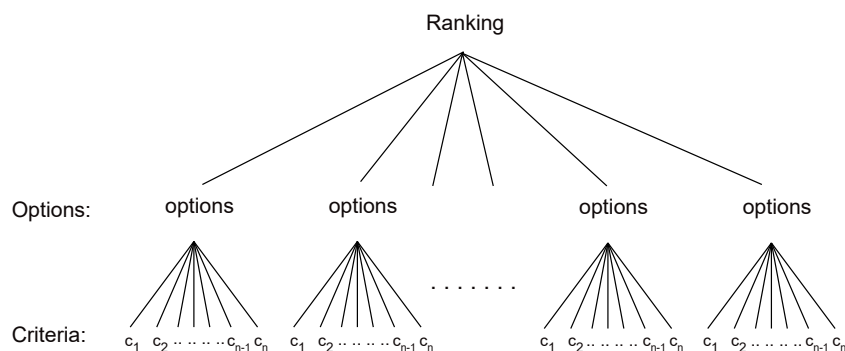 Ranking
Options: options options options options
. . . . . . .
Criteria: c1 c2 .. .. .. .. cn-1 cn c1 c2 .. .. .. .. cn-1 cn c1 c2 .. .. .. .. cn-1 cn c1 c2 .. .. .. .. cn-1 cn